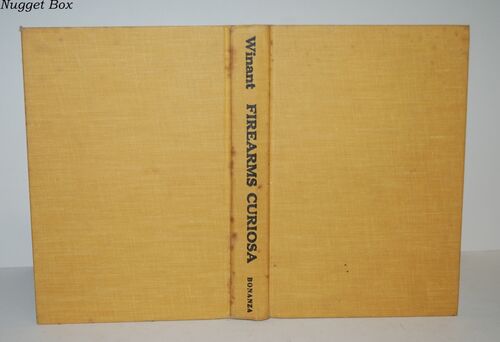 Nugget Box
Winant FIREARMS CURIOSA BONANZA